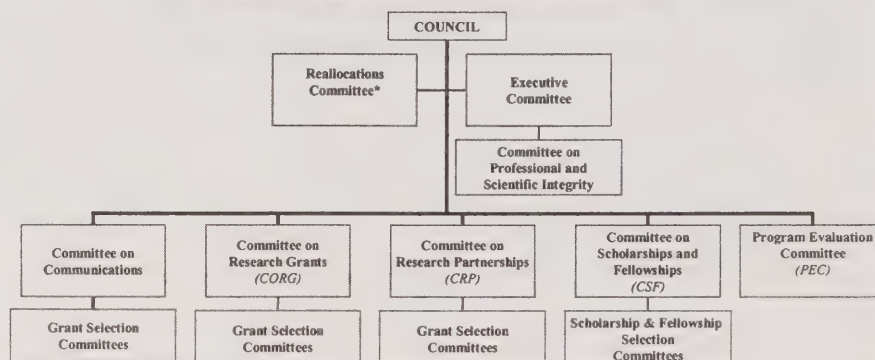 COUNCIL
Reallocations
Committee*
Executive
Committee
Committee on
Professional and
Scientific Integrity
Committee on
Communications
Committee on
Research Grants
(CORG)
Committee on
Research Partnerships
(CRP)
Committee on
Scholarships and
Fellowships
(CSF)
Program Evaluation
Committee
(PEC)
Grant Selection
Committees
Grant Selection
Committees
Grant Selection
Committees
Scholarship & Fellowship
Selection
Committees